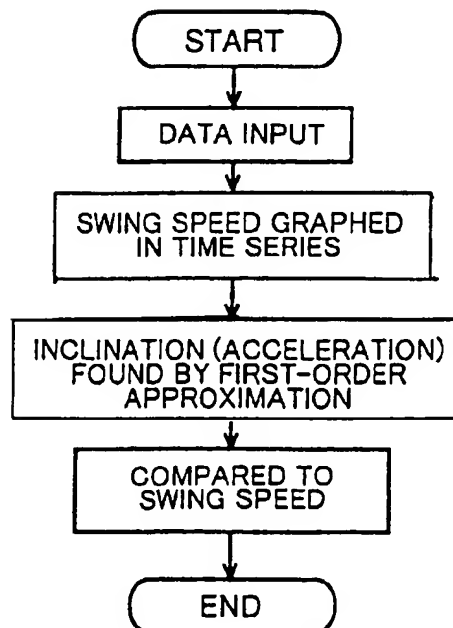 START
DATA INPUT
SWING SPEED GRAPHED
IN TIME SERIES
INCLINATION (ACCELERATION)
FOUND BY FIRST-ORDER
APPROXIMATION
COMPARED TO
SWING SPEED
END